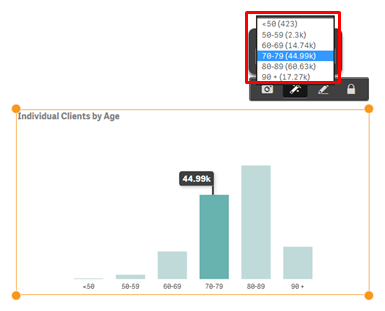 <50 (423)
50-59 (2.3k)
60-69 (14.74k)
70-79 (44.99k)
80-89 (60.63k)
90 + (17.27k)
Individual Clients by Age
44.99k
<50 50-59 60-69 70-79 80-89 90 +